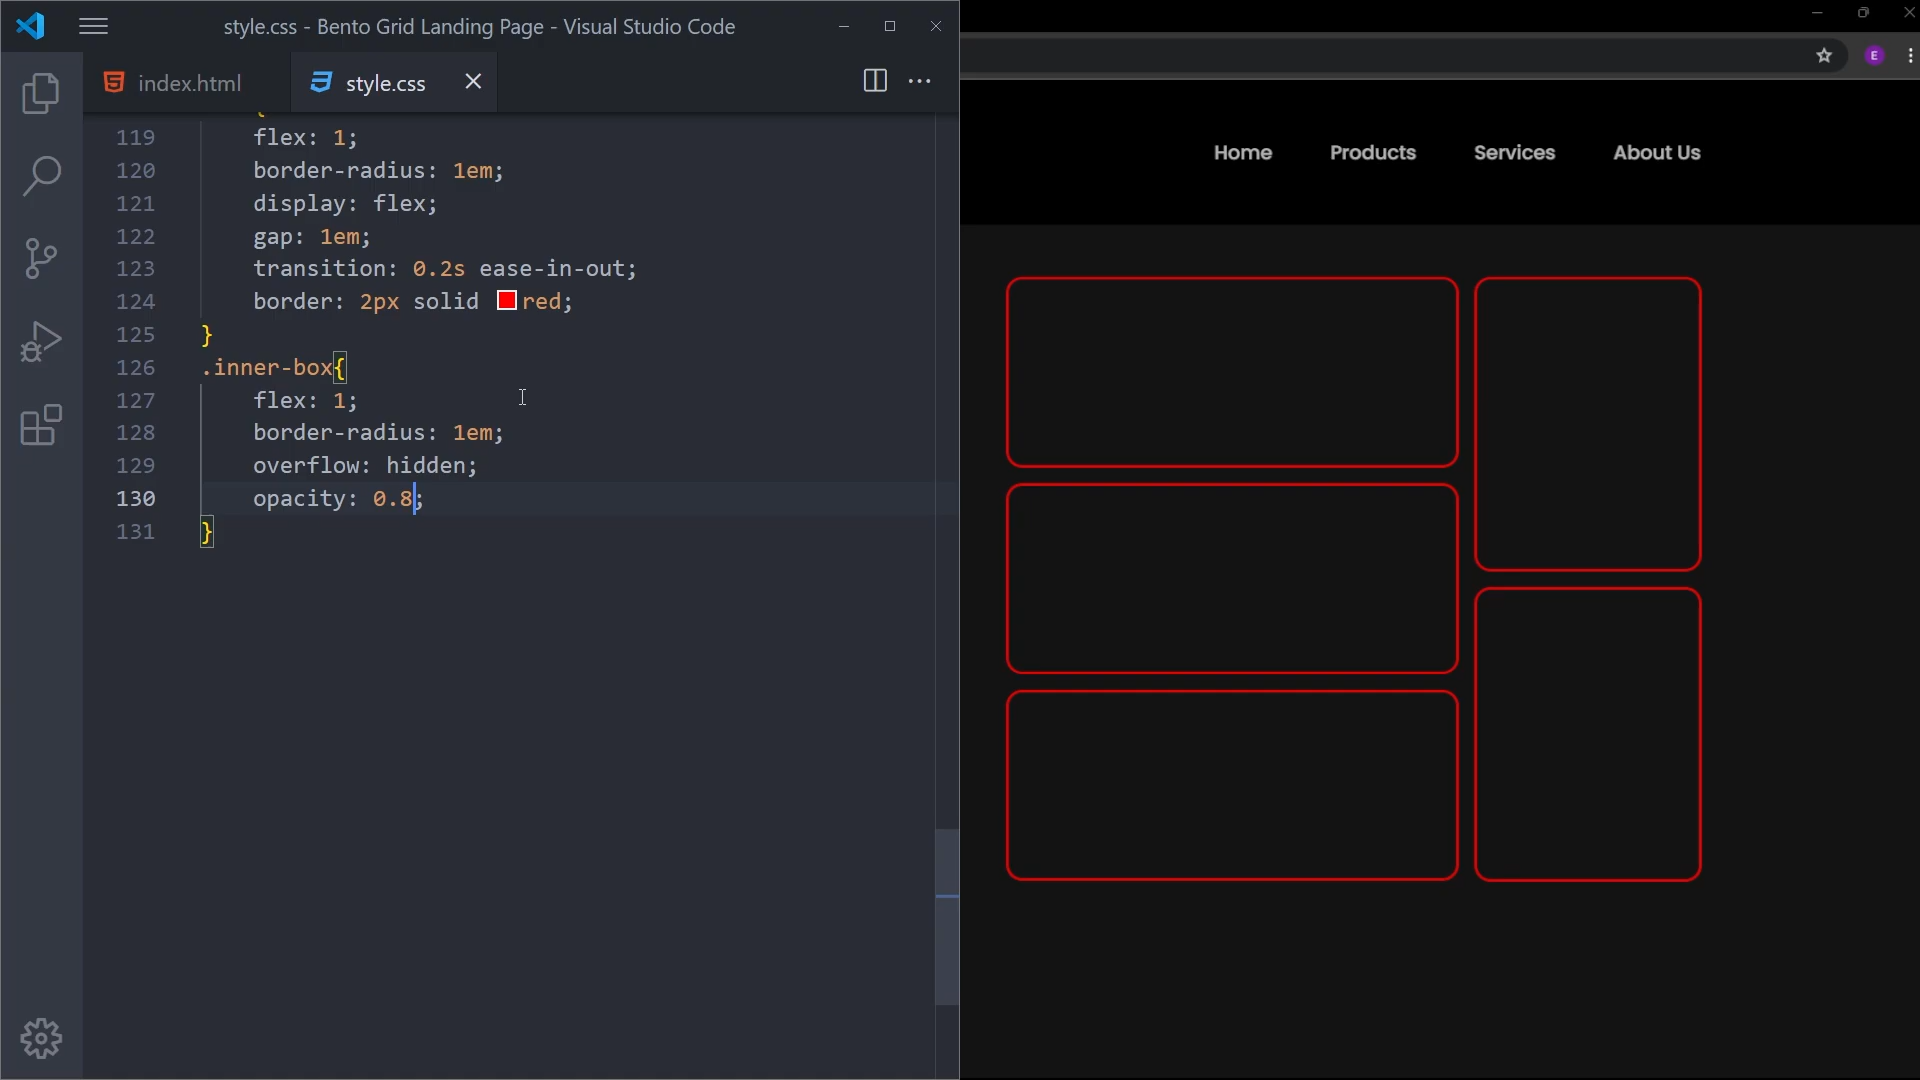 style.css - Bento Grid Landing Page - Visual Studio Code
index.html
style.css
E
{
119 flex: 1;
120 border-radius: 1em;
121 display: flex;
122 gap: 1em;
123 transition: 0.2s ease-in-out;
124 border: 2px solid red;
125 }
126 .inner-box{
127 flex: 1;
128 border-radius: 1em;
129 overflow: hidden;
130 opacity: 0.8;
131 }
Home Products Services About Us